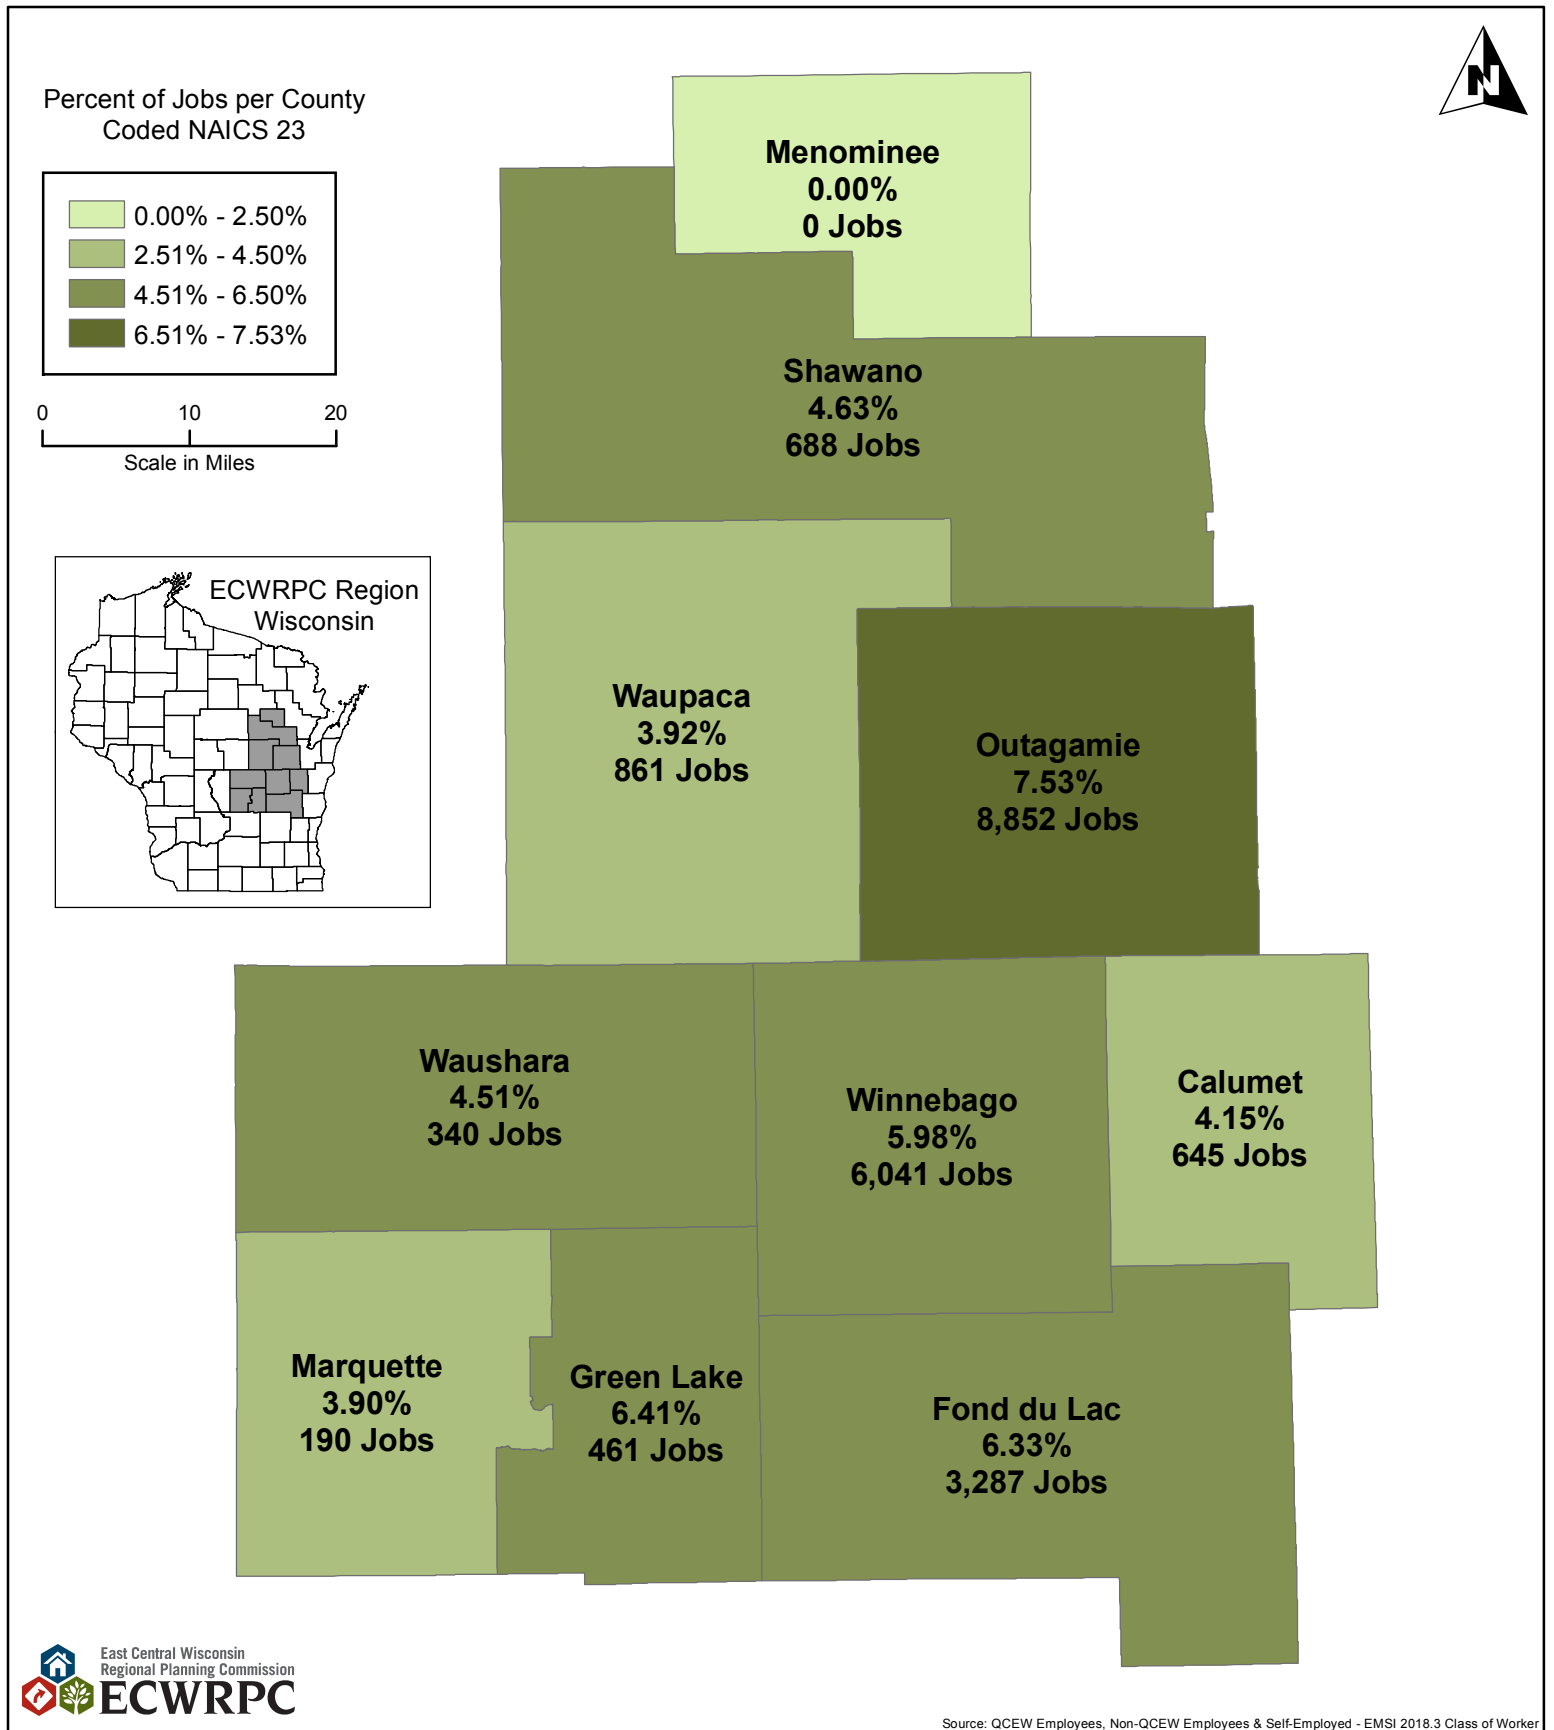 N
Percent of Jobs per County
Coded NAICS 23
0.00% - 2.50%
2.51% - 4.50%
4.51% - 6.50%
6.51% - 7.53%
0 10 20
Scale in Miles
ECWRPC Region
Wisconsin
Menominee
0.00%
0 Jobs
Shawano
4.63%
688 Jobs
Waupaca
3.92%
861 Jobs
Outagamie
7.53%
8,852 Jobs
Waushara
4.51%
340 Jobs
Winnebago
5.98%
6,041 Jobs
Calumet
4.15%
645 Jobs
Marquette
3.90%
190 Jobs
Green Lake
6.41%
461 Jobs
Fond du Lac
6.33%
3,287 Jobs
East Central Wisconsin
Regional Planning Commission
ECWRPC
Source: QCEW Employees, Non-QCEW Employees & Self-Employed - EMSI 2018.3 Class of Worker